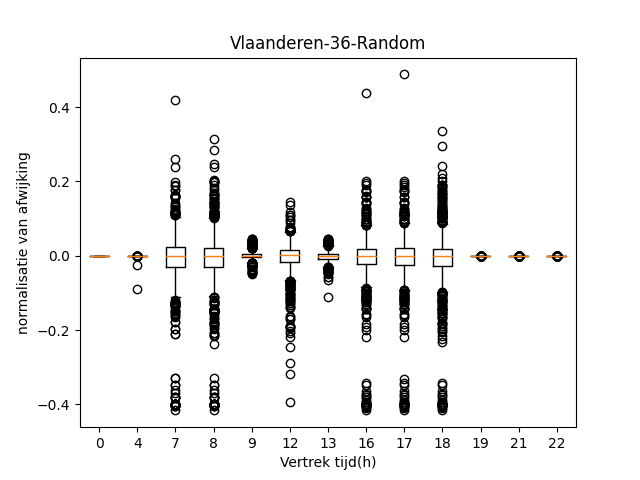 Vlaanderen-36-Random
normalisatie van afwijking
0.4
0.2
0.0
−0.2
−0.4
0 4 7 8 9 12 13 16 17 18 19 21 22
Vertrek tijd(h)